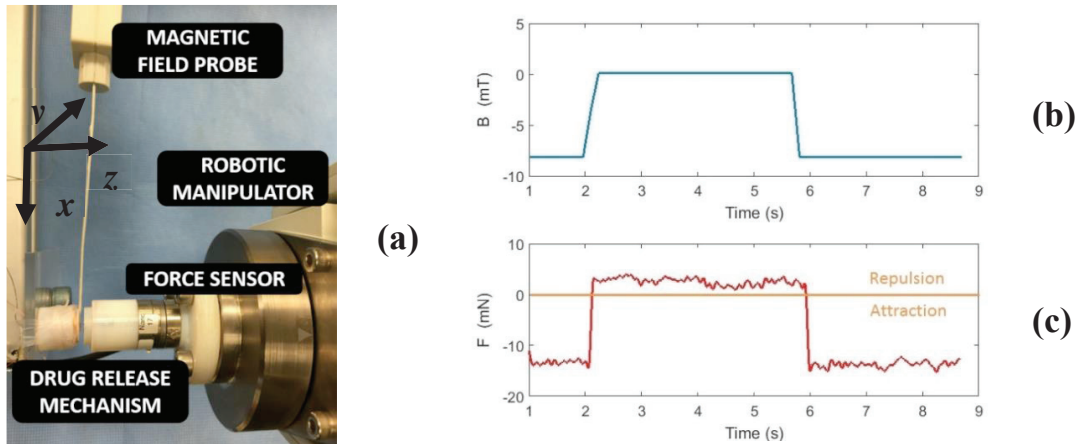 MAGNETIC
FIELD PROBE
y
z
x
ROBOTIC
MANIPULATOR
FORCE SENSOR
DRUG RELEASE
MECHANISM
(a)
5
0
-5
-10
B (mT)
1 2 3 4 5 6 7 8 9
Time (s)
(b)
10
0
-10
-20
F (mN)
Repulsion
Attraction
1 2 3 4 5 6 7 8 9
Time (s)
(c)